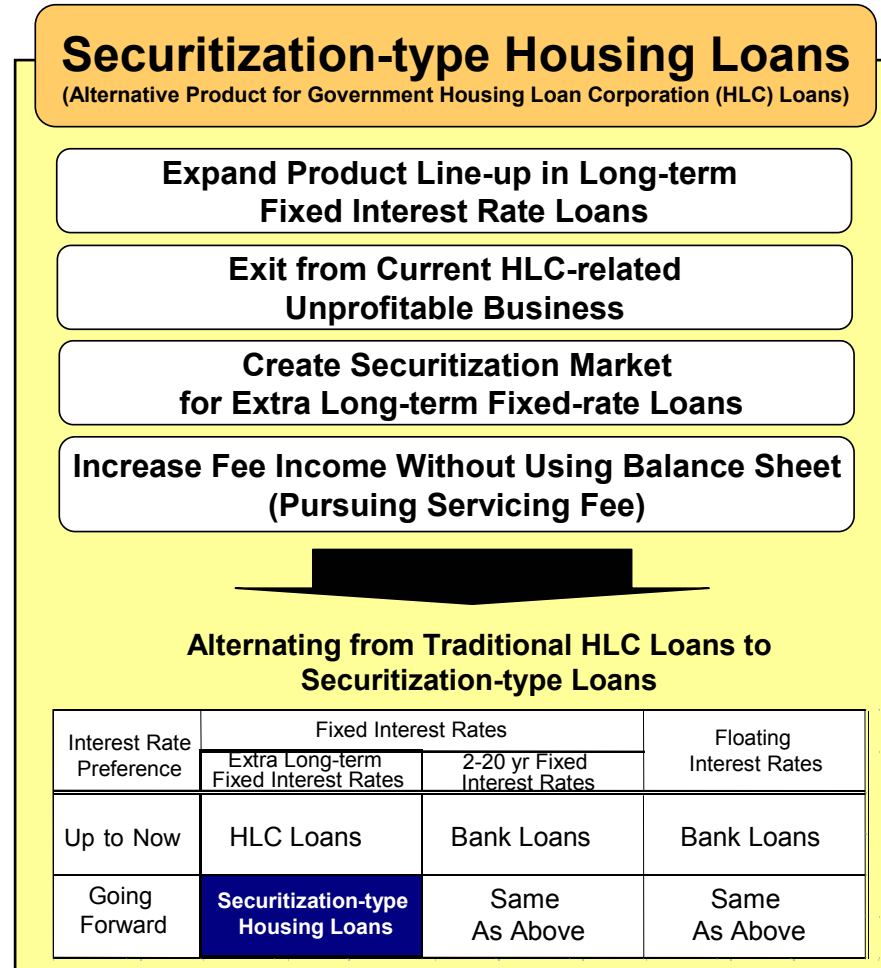 Securitization-type Housing Loans
(Alternative Product for Government Housing Loan Corporation (HLC) Loans)
Expand Product Line-up in Long-term
Fixed Interest Rate Loans
Exit from Current HLC-related
Unprofitable Business
Create Securitization Market
for Extra Long-term Fixed-rate Loans
Increase Fee Income Without Using Balance Sheet
(Pursuing Servicing Fee)
Alternating from Traditional HLC Loans to
Securitization-type Loans
Interest Rate
Preference
Fixed Interest Rates
Floating
Interest Rates
Extra Long-term
Fixed Interest Rates
2-20 yr Fixed
Interest Rates
Up to Now
HLC Loans
Bank Loans
Bank Loans
Going
Forward
Securitization-type
Housing Loans
Same
As Above
Same
As Above